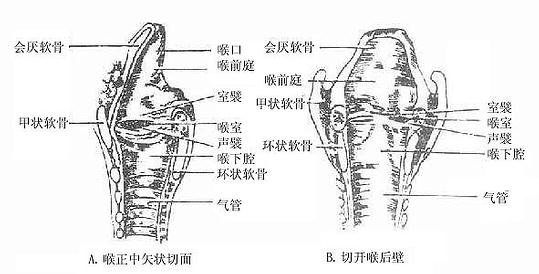 会厌软骨
喉口
喉前庭
室襞
甲状软骨
喉室
声襞
喉下腔
环状软骨
气管
A. 喉正中矢状切面
会厌软骨
喉前庭
甲状软骨
室襞
喉室
声襞
环状软骨
喉下腔
气管
B. 切开喉后壁